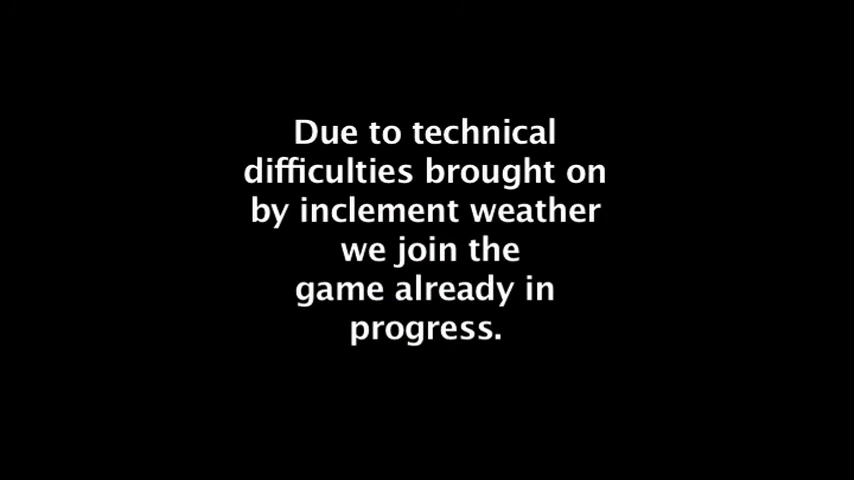 Due to technical
difficulties brought on
by inclement weather
we join the
game already in
progress.